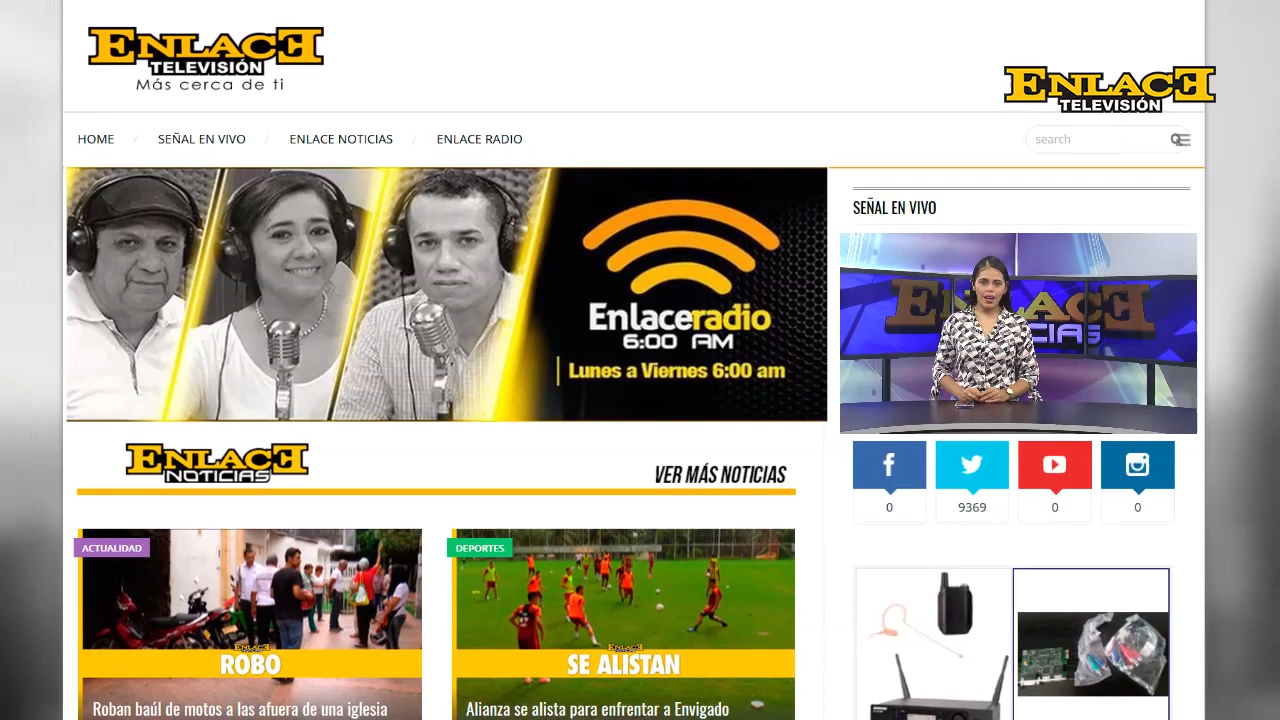 ENLACE
TELEVISIÓN
Más cerca de ti
ENLACE
TELEVISIÓN
HOME / SEÑAL EN VIVO / ENLACE NOTICIAS / ENLACE RADIO
search
Enlaceradio
6:00 AM
Lunes a Viernes 6:00 am
SEÑAL EN VIVO
ENLACE
NOTICIAS
VER MÁS NOTICIAS
0
9369
0
0
ACTUALIDAD
ROBO
Roban baúl de motos a las afuera de una iglesia
DEPORTES
SE ALISTAN
Alianza se alista para enfrentar a Envigado